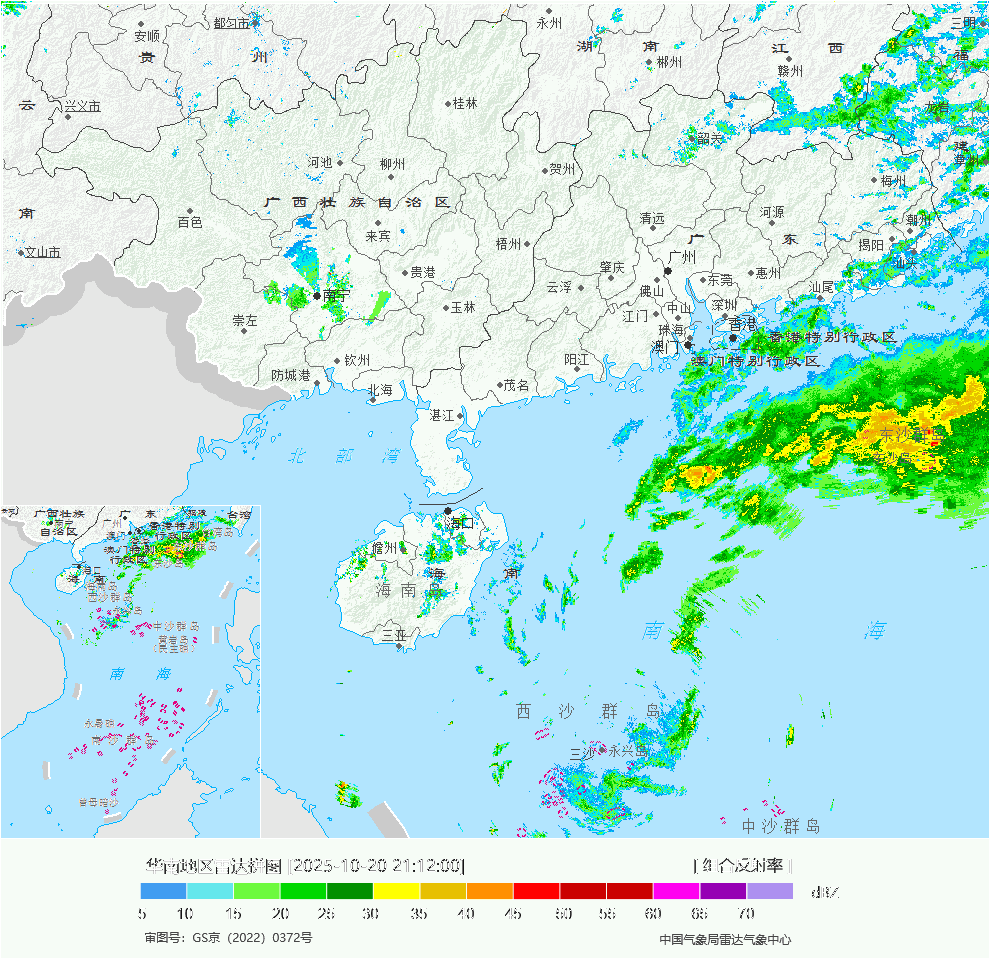 都匀市
永州
三明
安顺
贵 州
湖 南
江 西
福
郴州
赣州
云
兴义市
桂林
龙岩
韶关
建
河池
柳州
贺州
漳州
梅州
广 西 壮 族 自 治 区
南
百色
清远
河源
潮州
来宾
梧州
广 东
揭阳
汕头
文山市
广州
贵港
肇庆
东莞
惠州
南宁
云浮
佛山
汕尾
崇左
玉林
江门
中山
深圳
珠海
香港
香港特别行政区
澳门
澳门特别行政区
钦州
阳江
防城港
北海
茂名
湛江
东沙群岛
东沙岛
北 部 湾
海口
儋州
海 南
海南岛
三亚
南 海
西沙群岛
三沙
永兴岛
中沙群岛
广西壮族
自治区
广 东
台湾
南宁
广州
香港特别
行政区
澳门特别
行政区
海口
海 南
中沙群岛
黄岩岛
南 海
永暑礁
南沙群岛
曾母暗沙
华南地区雷达拼图 [2025-10-20 21:12:00]
[ 组合反射率 ]
dBZ
5 10 15 20 25 30 35 40 45 50 55 60 65 70
审图号：GS京（2022）0372号
中国气象局雷达气象中心